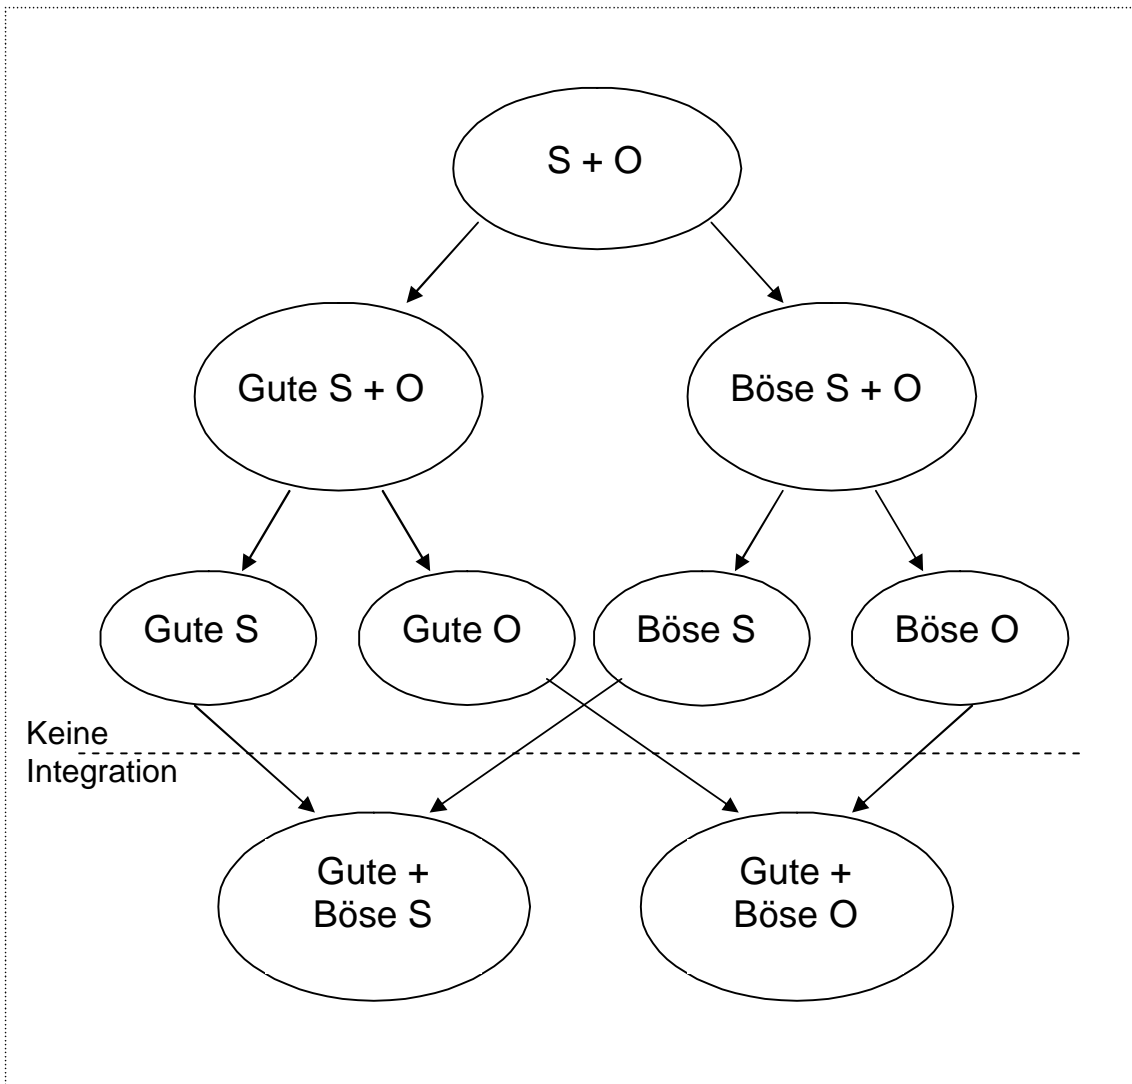 S + O
Gute S + O
Böse S + O
Gute S
Gute O
Böse S
Böse O
Keine
Integration
Gute +
Böse S
Gute +
Böse O